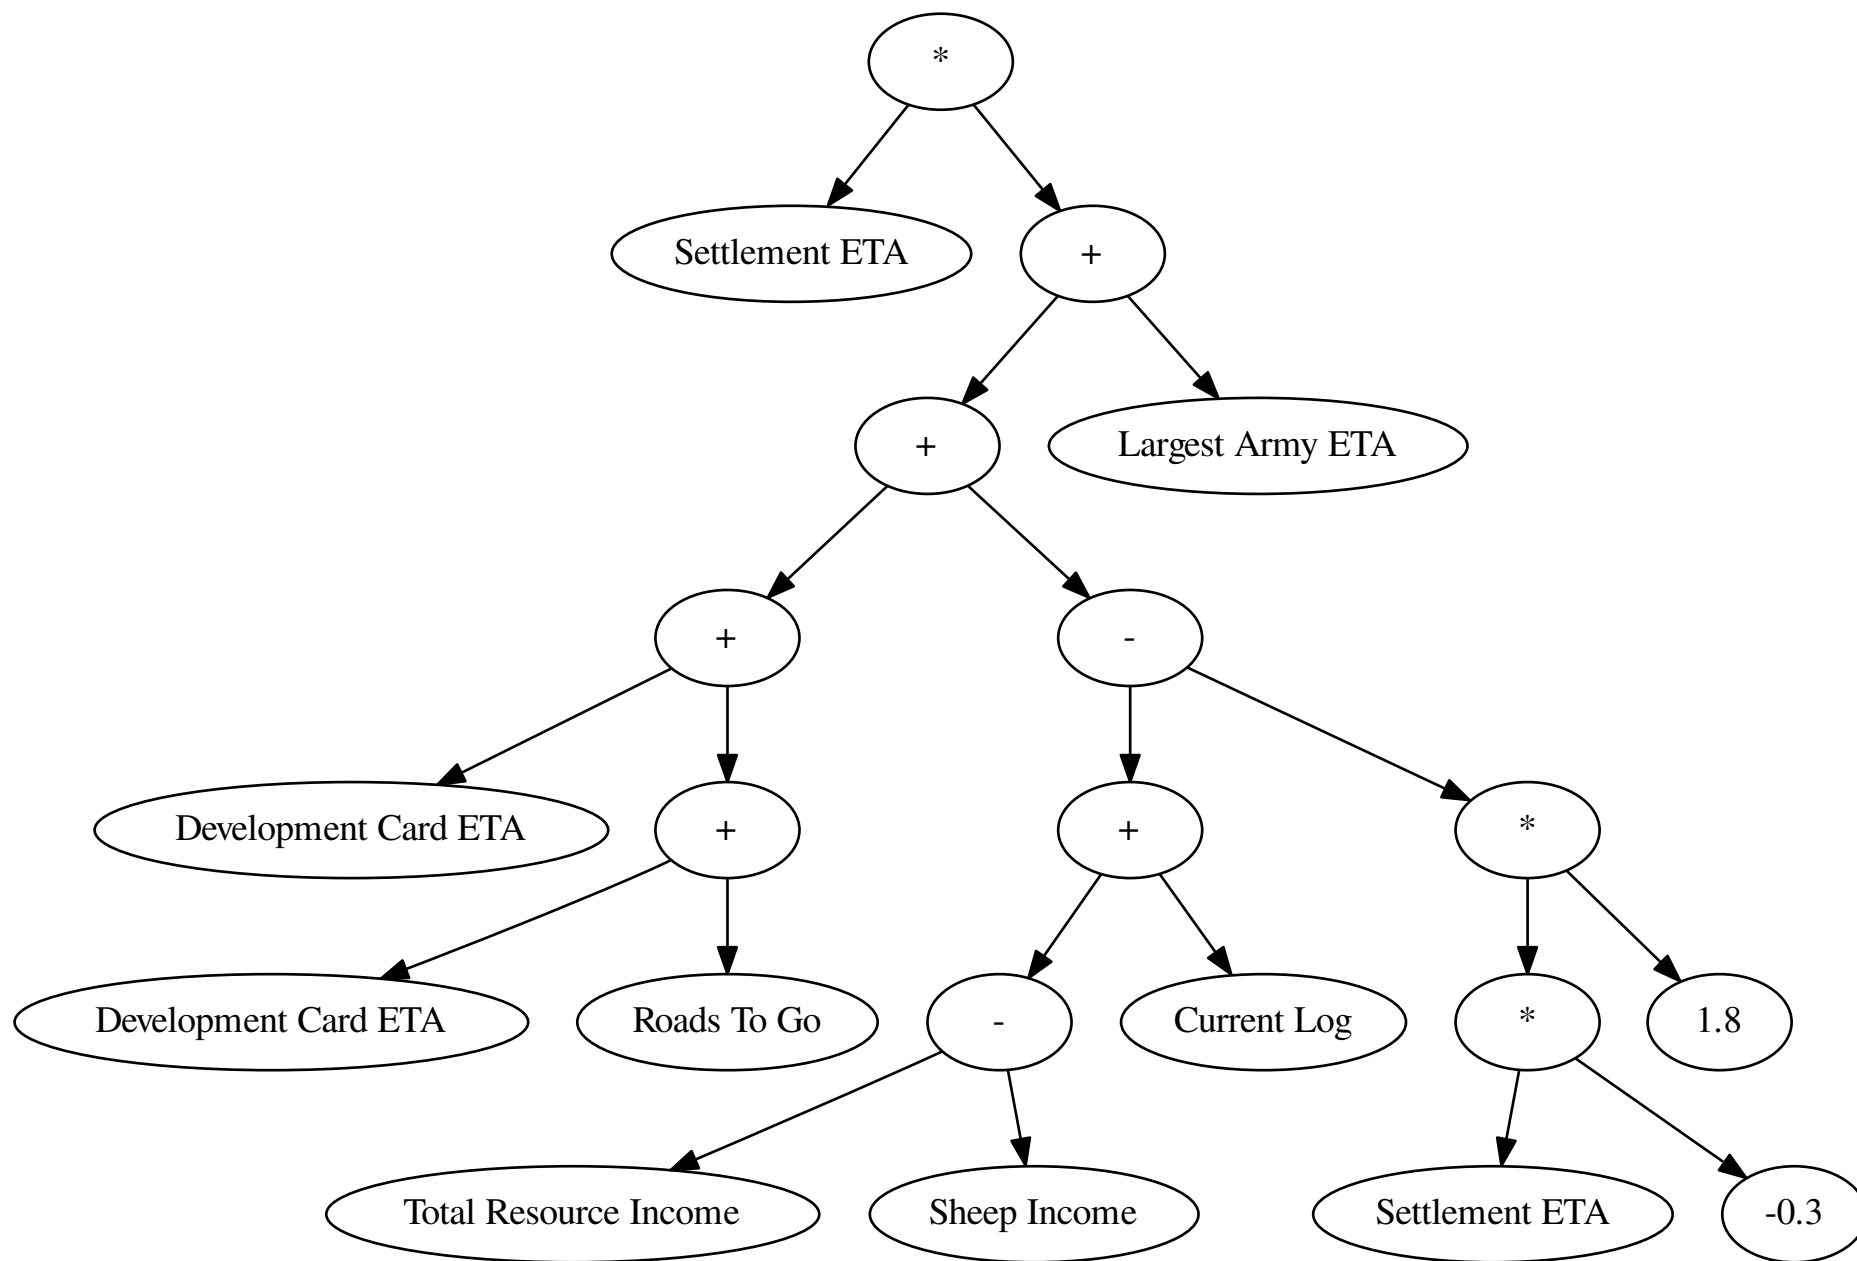 *
Settlement ETA
+
+
Largest Army ETA
+
-
Development Card ETA
+
+
*
Development Card ETA
Roads To Go
-
Current Log
*
1.8
Total Resource Income
Sheep Income
Settlement ETA
-0.3